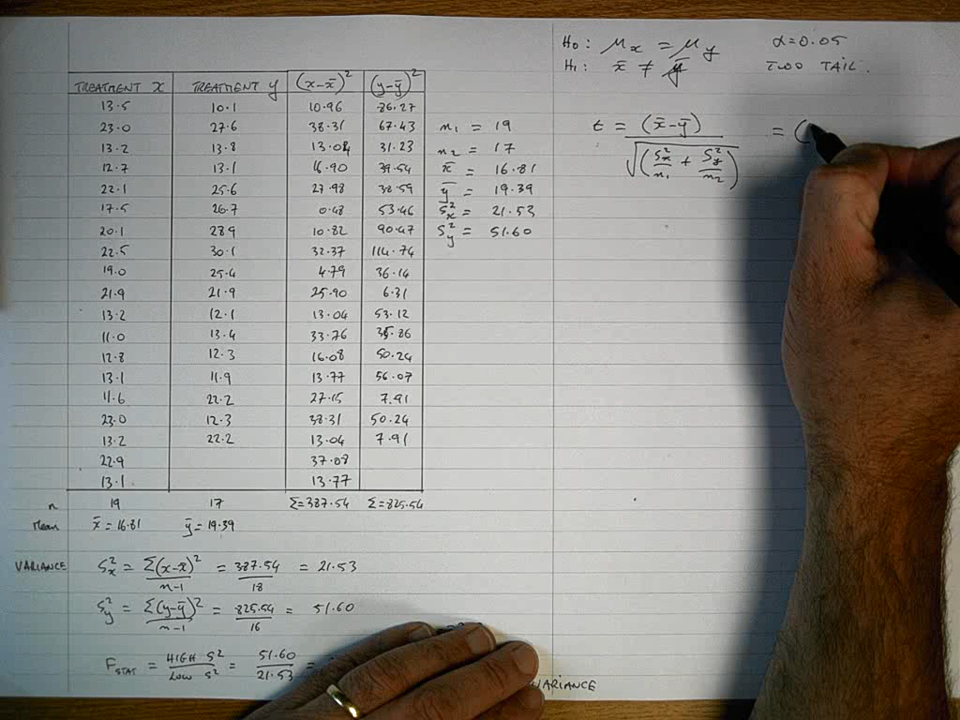 H0: μx = μy α=0.05
H1: x̄ ≠ TWO TAIL.
TREATMENT x TREATMENT y (x-x̄)² (y-ȳ)²
13.5 10.1 10.96 86.27
23.0 27.6 38.31 67.43
13.2 13.8 13.04 31.23
12.7 13.1 16.90 39.54
22.1 25.6 27.98 38.59
17.5 26.7 0.48 53.46
20.1 28.9 10.82 90.47
22.5 30.1 32.37 114.74
19.0 25.4 4.79 36.14
21.9 21.9 25.90 6.31
13.2 12.1 13.04 53.12
11.0 13.4 33.76 35.86
12.8 12.3 16.08 50.24
13.1 11.9 13.77 56.07
11.6 22.2 27.15 7.91
23.0 12.3 38.31 50.24
13.2 22.2 13.04 7.91
22.9 37.08
13.1 13.77
n 19 17 Σ=387.54 Σ=825.54
Mean x̄=16.81 ȳ=19.39
VARIANCE S²x = Σ(x-x̄)²/n-1 = 387.54/18 = 21.53
S²y = Σ(y-ȳ)²/n-1 = 825.54/16 = 51.60
FSTAT = HIGH S²/LOW S² = 51.60/21.53 =
VARIANCE
n1 = 19
n2 = 17
x̄ = 16.81
ȳ = 19.39
S²x = 21.53
S²y = 51.60
t = (x̄-ȳ)/√(S²x/n1 + S²y/n2) = (